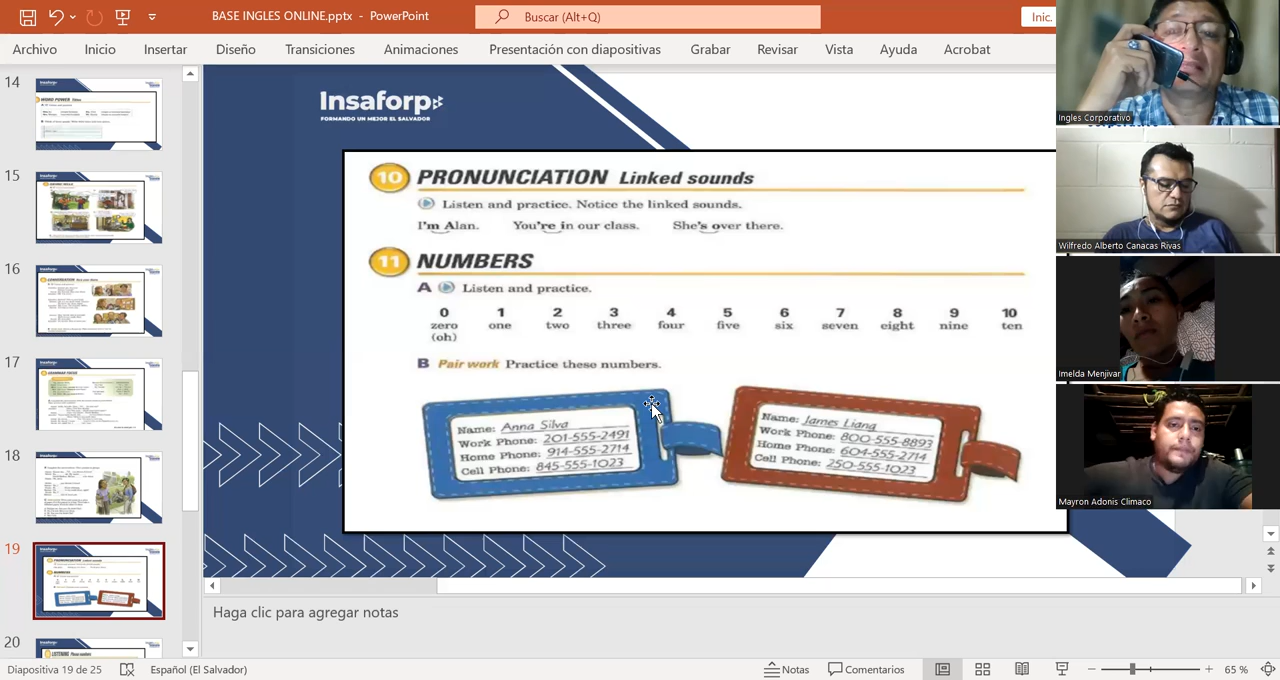 BASE INGLES ONLINE.pptx - PowerPoint
Buscar (Alt+Q)
Inic.
Archivo Inicio Insertar Diseño Transiciones Animaciones Presentación con diapositivas Grabar Revisar Vista Ayuda Acrobat
14
15
16
17
18
19
20
Insaforp
FORMANDO UN MEJOR EL SALVADOR
10 PRONUNCIATION Linked sounds
Listen and practice. Notice the linked sounds.
I'm Alan. You're in our class. She's over there.
11 NUMBERS
A Listen and practice.
0 1 2 3 4 5 6 7 8 9 10
zero one two three four five six seven eight nine ten
(oh)
B Pair work Practice these numbers.
Name: Anna Silva
Work Phone: 201-555-2491
Home Phone: 914-555-2714
Cell Phone: 845-555-1023
Name: James Liang
Work Phone: 800-555-8893
Home Phone: 604-555-2714
Cell Phone: 250-555-1023
Ingles Corporativo
Wilfredo Alberto Canacas Rivas
Imelda Menjivar
Mayron Adonis Climaco
Haga clic para agregar notas
Diapositiva 19 de 25 Español (El Salvador) Notas Comentarios 65 %